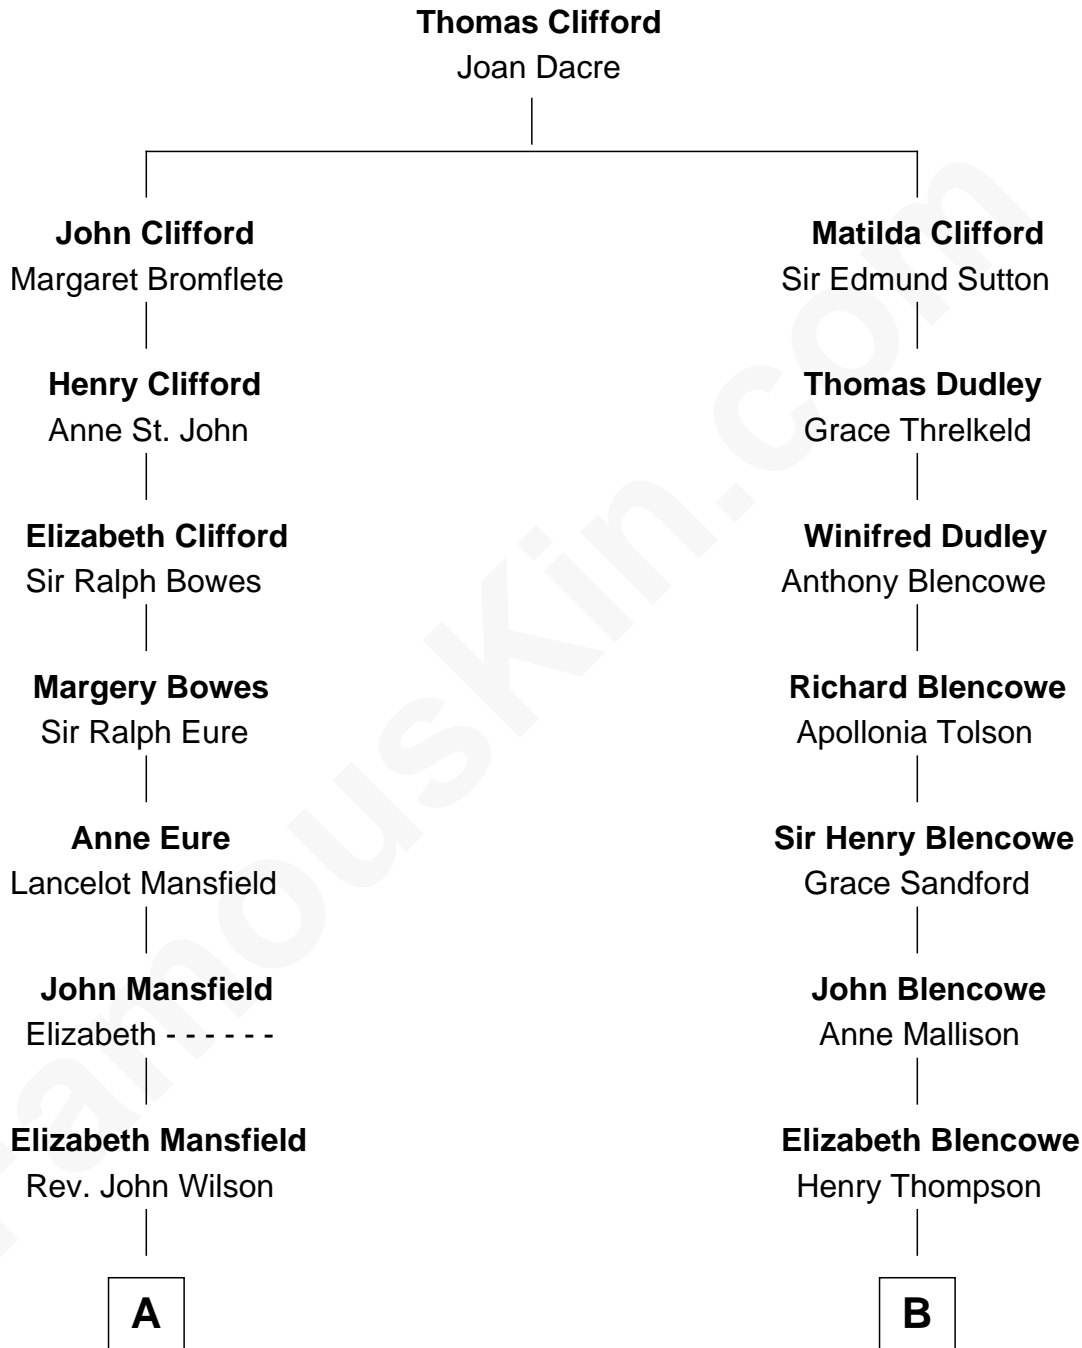 Thomas Clifford
Joan Dacre
John Clifford
Margaret Bromflete
Matilda Clifford
Sir Edmund Sutton
Henry Clifford
Anne St. John
Thomas Dudley
Grace Threlkeld
Elizabeth Clifford
Sir Ralph Bowes
Winifred Dudley
Anthony Blencowe
Margery Bowes
Sir Ralph Eure
Richard Blencowe
Apollonia Tolson
Anne Eure
Lancelot Mansfield
Sir Henry Blencowe
Grace Sandford
John Mansfield
Elizabeth - - - - - -
John Blencowe
Anne Mallison
Elizabeth Mansfield
Rev. John Wilson
Elizabeth Blencowe
Henry Thompson
A
B
FamousKin.com